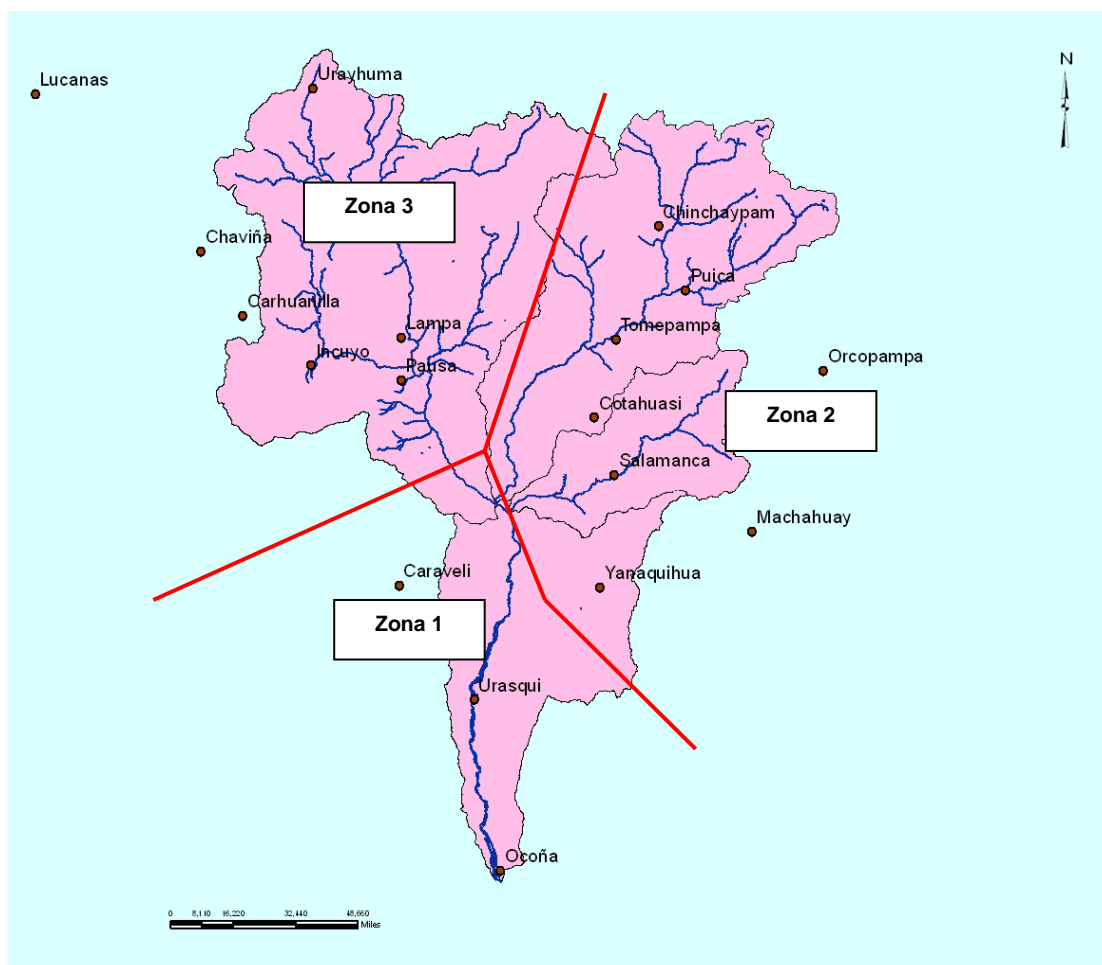 N
Lucanas
Urayhuma
Zona 3
Chinchaypam
Chaviña
Puica
Carhuanilla
Lampa
Tomepampa
Incuyo
Pausa
Orcopampa
Cotahuasi
Zona 2
Salamanca
Machahuay
Caraveli
Yanaquihua
Zona 1
Urasqui
Ocoña
0 8,110 16,220 32,440 48,660
Miles